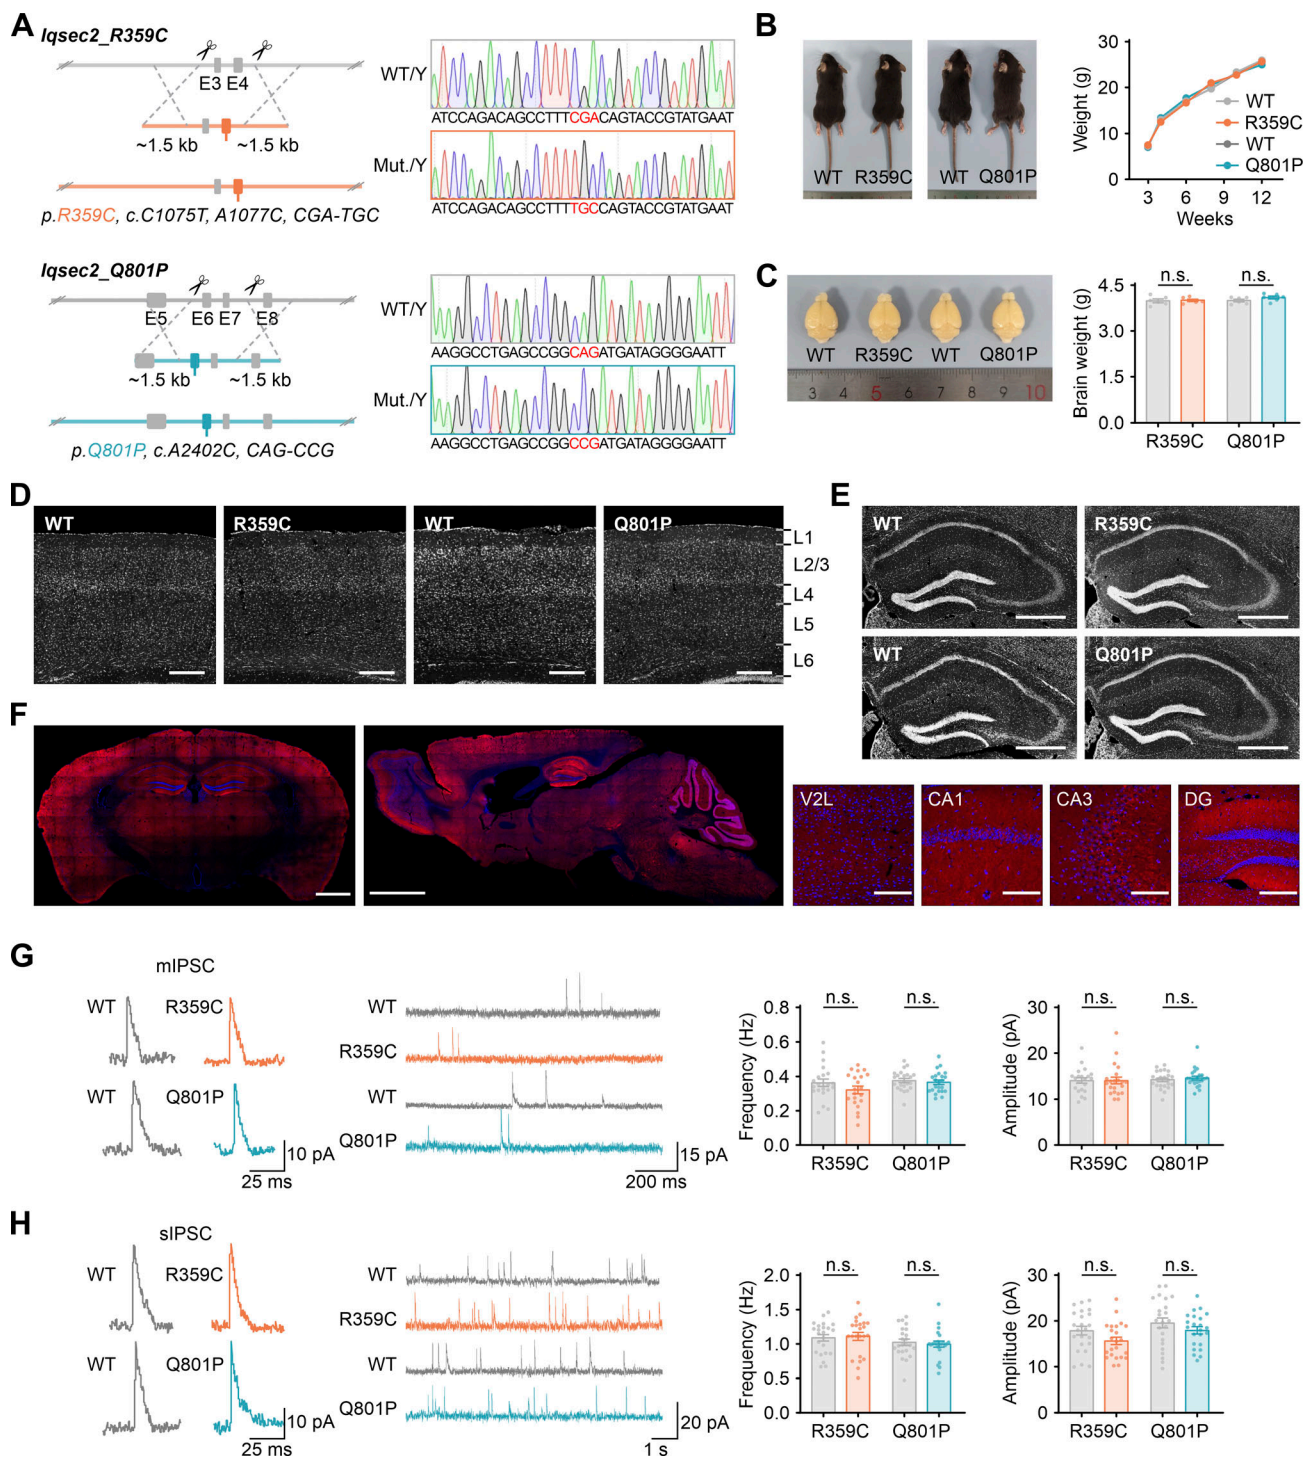 A
Iqsec2_R359C
E3 E4
~1.5 kb ~1.5 kb
p.R359C, c.C1075T, A1077C, CGA-TGC
WT/Y
ATCCAGACAGCCTTTCGACAGTACCGTATGAAT
Mut./Y
ATCCAGACAGCCTTTTGCCAGTACCGTATGAAT
Iqsec2_Q801P
E5 E6 E7 E8
~1.5 kb ~1.5 kb
p.Q801P, c.A2402C, CAG-CCG
WT/Y
AAGGCCTGAGCCGGCAGATGATAGGGGAATT
Mut./Y
AAGGCCTGAGCCGGCCGATGATAGGGGAATT
B
WT R359C WT Q801P
Weight (g)
30
20
10
0
3 6 9 12
Weeks
WT
R359C
WT
Q801P
C
WT R359C WT Q801P
3 4 5 6 7 8 9 10
Brain weight (g)
4.5
3.0
1.5
0.0
n.s. n.s.
R359C Q801P
D
WT R359C WT Q801P
L1
L2/3
L4
L5
L6
E
WT R359C
WT Q801P
F
V2L CA1 CA3 DG
G
mIPSC
WT R359C
WT Q801P
10 pA
25 ms
WT
R359C
WT
Q801P
15 pA
200 ms
Frequency (Hz)
0.8
0.6
0.4
0.2
0.0
n.s. n.s.
R359C Q801P
Amplitude (pA)
30
20
10
0
n.s. n.s.
R359C Q801P
H
sIPSC
WT R359C
WT Q801P
10 pA
25 ms
WT
R359C
WT
Q801P
20 pA
1 s
Frequency (Hz)
2.0
1.5
1.0
0.5
0.0
n.s. n.s.
R359C Q801P
Amplitude (pA)
30
20
10
0
n.s. n.s.
R359C Q801P